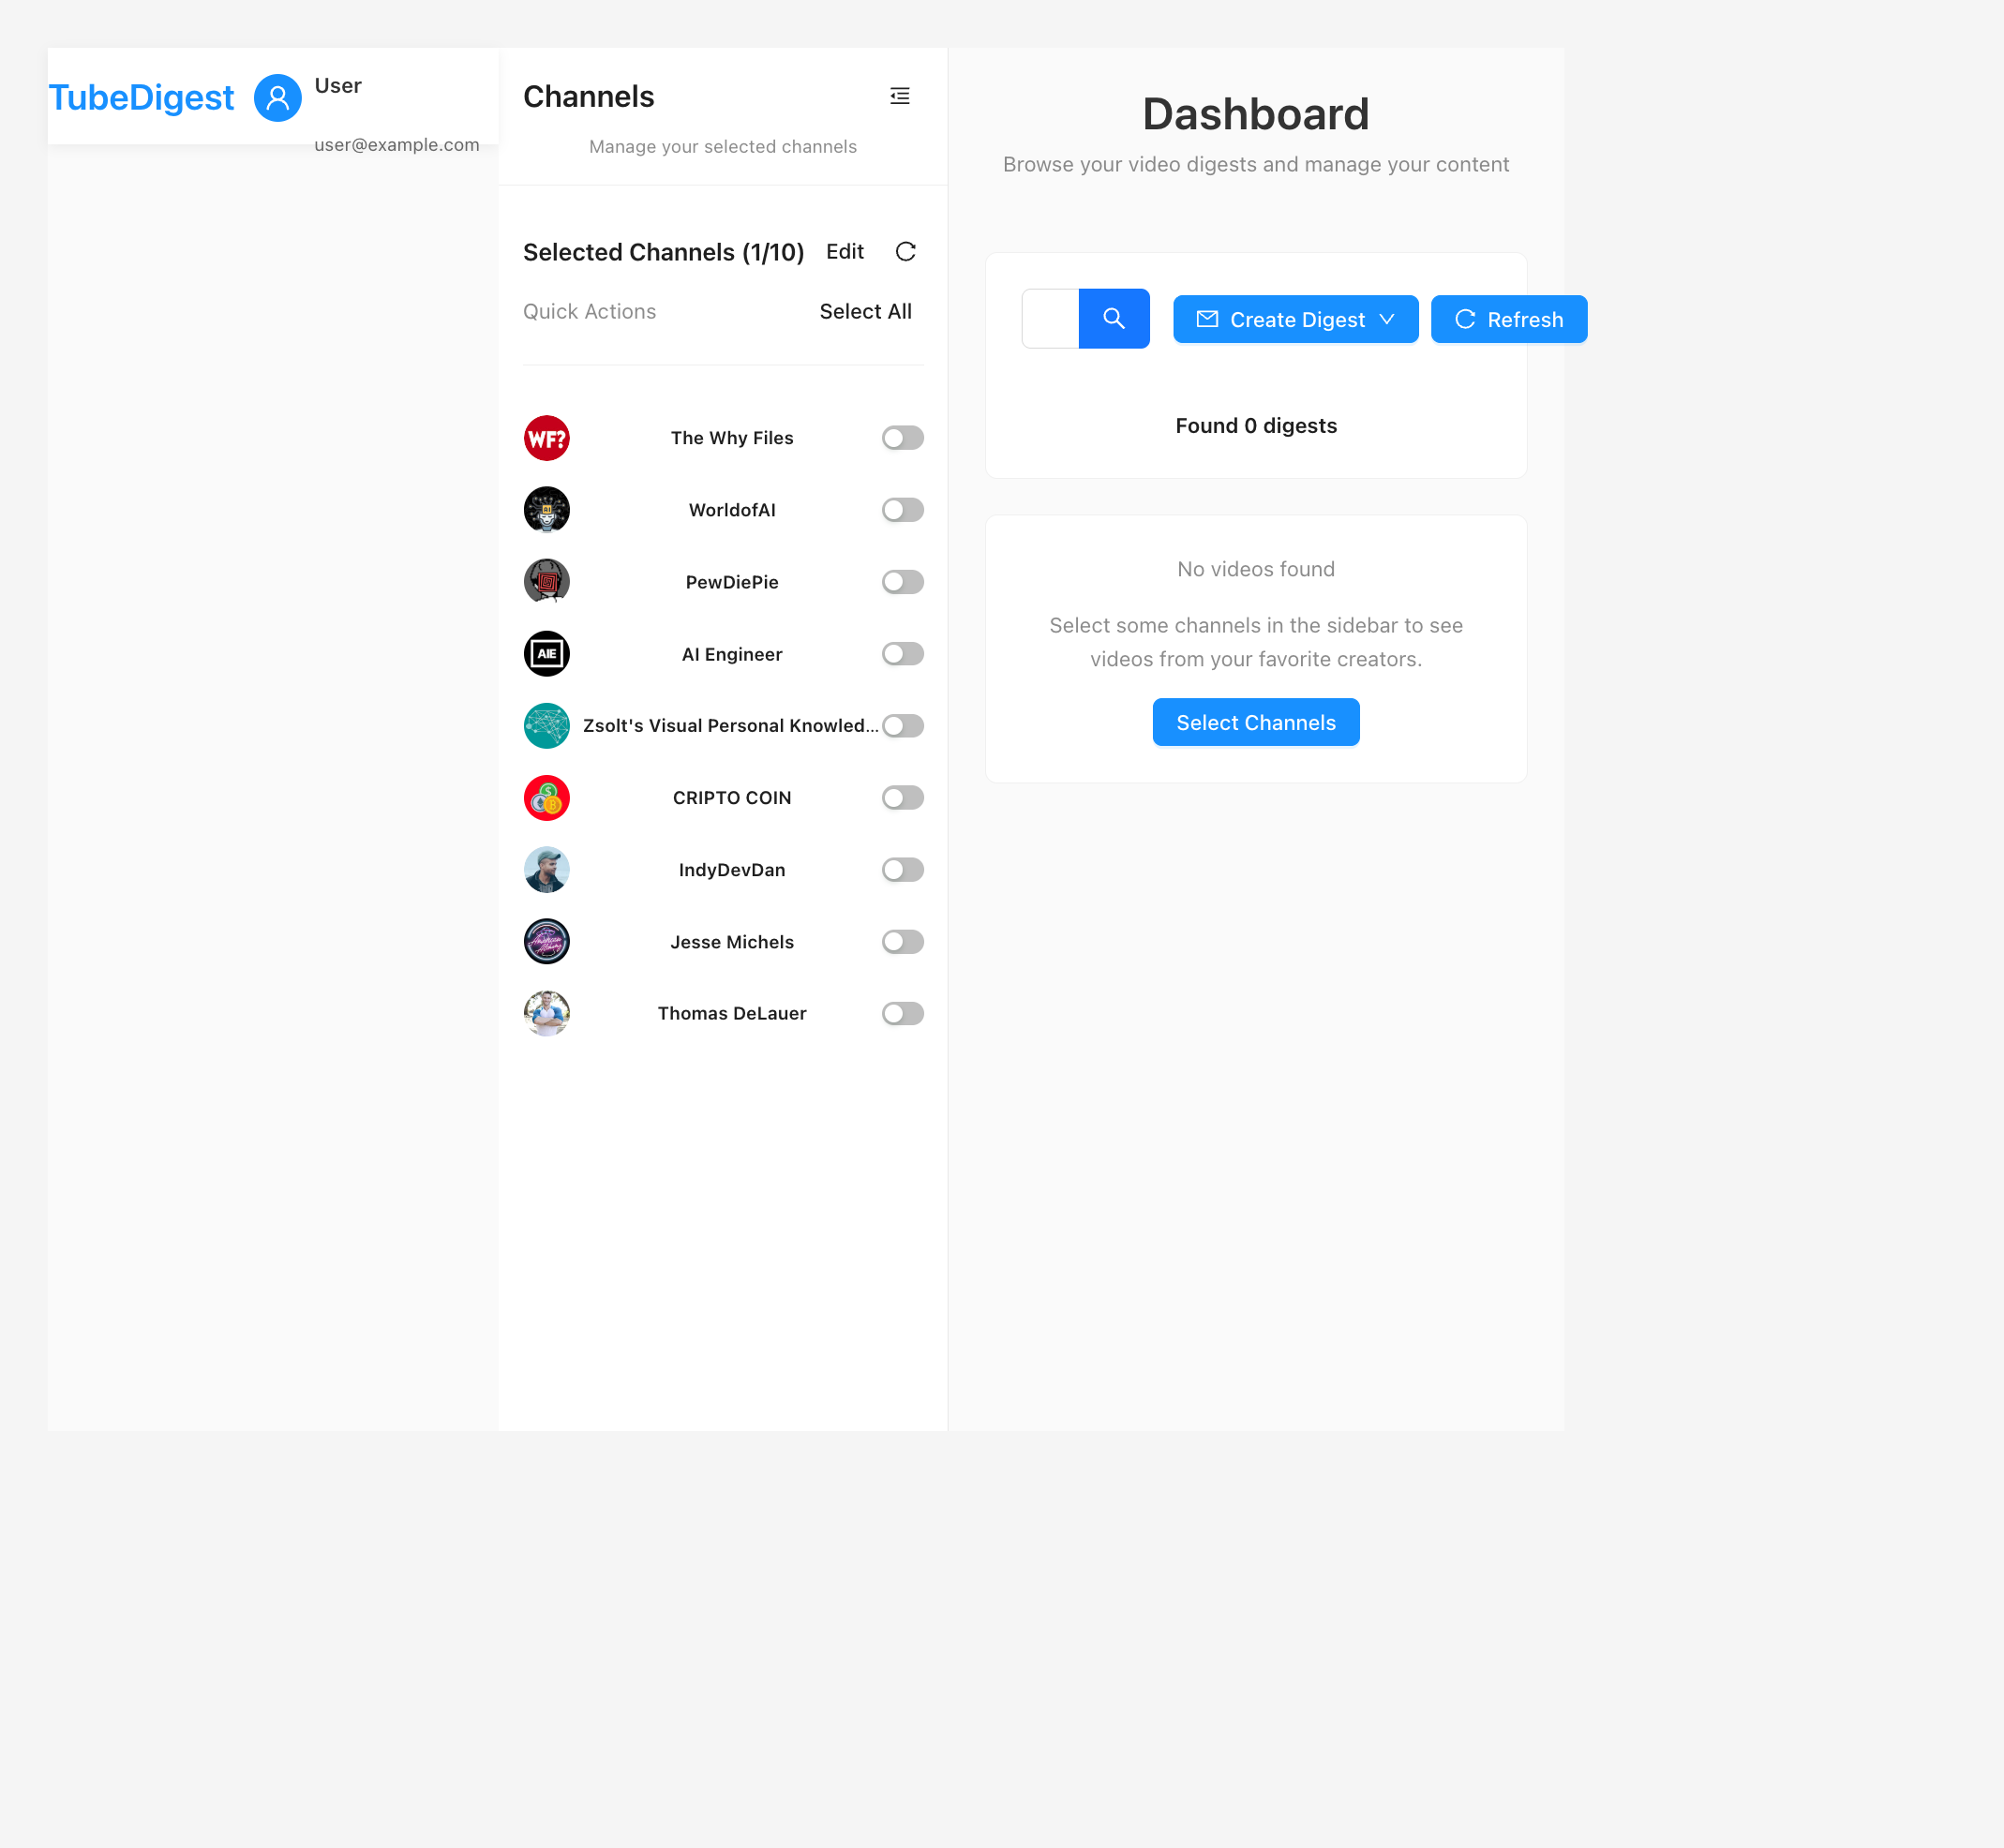 TubeDigest
User
user@example.com
Channels
Manage your selected channels
Selected Channels (1/10)
Edit
Quick Actions
Select All
WF?
The Why Files
WorldofAI
PewDiePie
AIE
AI Engineer
Zsolt's Visual Personal Knowled...
CRIPTO COIN
IndyDevDan
Jesse Michels
Thomas DeLauer
Dashboard
Browse your video digests and manage your content
Create Digest
Refresh
Found 0 digests
No videos found
Select some channels in the sidebar to see
videos from your favorite creators.
Select Channels